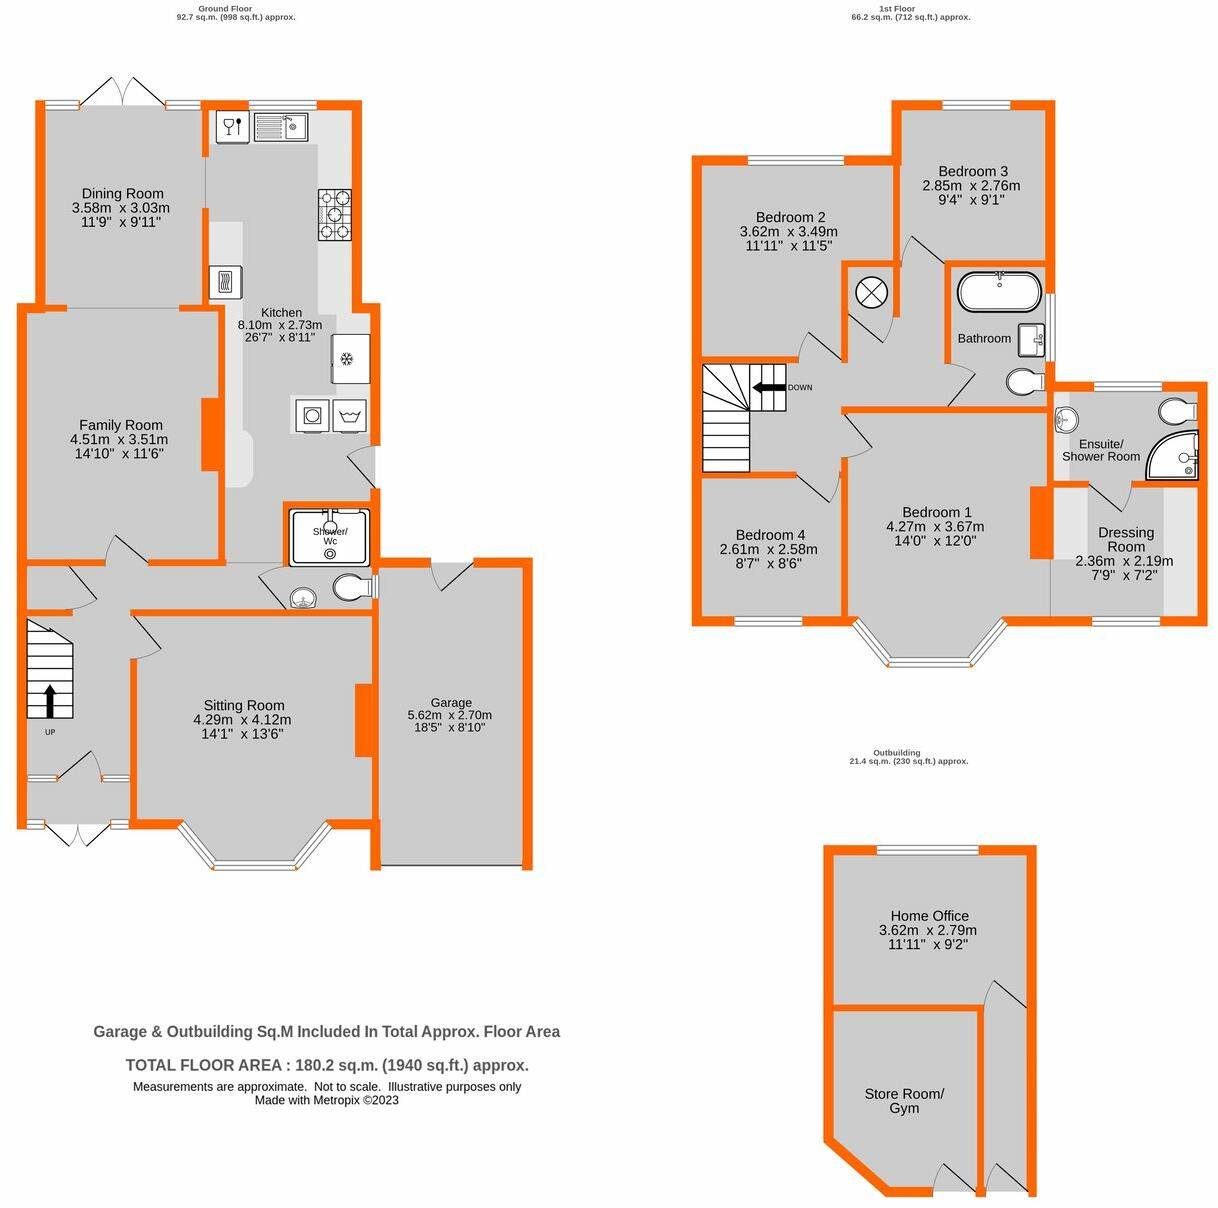 Ground Floor
92.7 sq.m. (998 sq.ft.) approx.
1st Floor
66.2 sq.m. (712 sq.ft.) approx.
Dining Room
3.58m x 3.03m
11'9" x 9'11"
Kitchen
8.10m x 2.73m
26'7" x 8'11"
Family Room
4.51m x 3.51m
14'10" x 11'6"
Shower/
Wc
Sitting Room
4.29m x 4.12m
14'1" x 13'6"
Garage
5.62m x 2.70m
18'5" x 8'10"
UP
Bedroom 3
2.85m x 2.76m
9'4" x 9'1"
Bedroom 2
3.62m x 3.49m
11'11" x 11'5"
Bathroom
DOWN
Ensuite/
Shower Room
Bedroom 1
4.27m x 3.67m
14'0" x 12'0"
Bedroom 4
2.61m x 2.58m
8'7" x 8'6"
Dressing
Room
2.36m x 2.19m
7'9" x 7'2"
Outbuilding
21.4 sq.m. (230 sq.ft.) approx.
Home Office
3.62m x 2.79m
11'11" x 9'2"
Store Room/
Gym
Garage & Outbuilding Sq.M Included In Total Approx. Floor Area
TOTAL FLOOR AREA : 180.2 sq.m. (1940 sq.ft.) approx.
Measurements are approximate. Not to scale. Illustrative purposes only
Made with Metropix ©2023